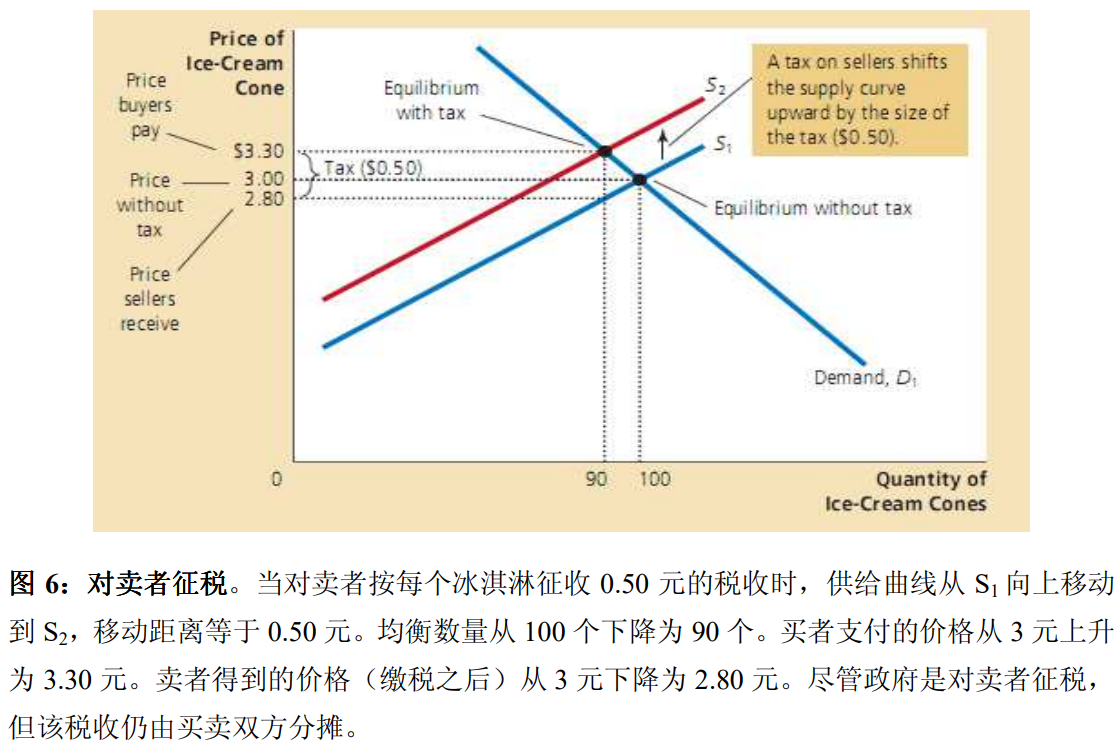 Price of
Ice-Cream
Cone
Price
buyers
pay
$3.30
Price
without
tax
3.00
2.80
Price
sellers
receive
Tax ($0.50)
Equilibrium
with tax
S2
S1
A tax on sellers shifts
the supply curve
upward by the size of
the tax ($0.50).
Equilibrium without tax
Demand, D1
0
90
100
Quantity of
Ice-Cream Cones
图 6：对卖者征税。当对卖者按每个冰淇淋征收 0.50 元的税收时，供给曲线从 S1 向上移动
到 S2，移动距离等于 0.50 元。均衡数量从 100 个下降为 90 个。买者支付的价格从 3 元上升
为 3.30 元。卖者得到的价格（缴税之后）从 3 元下降为 2.80 元。尽管政府是对卖者征税，
但该税收仍由买卖双方分摊。